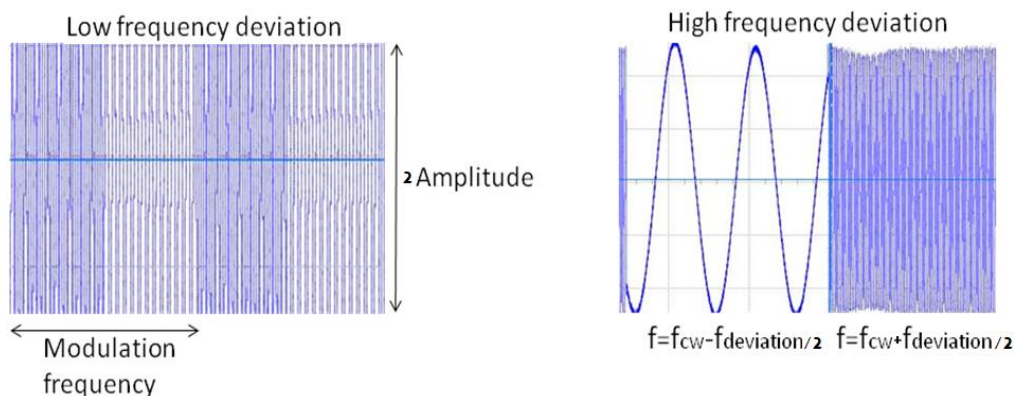 Low frequency deviation
2 Amplitude
Modulation
frequency
High frequency deviation
f=fcw-fdeviation/2 f=fcw+fdeviation/2